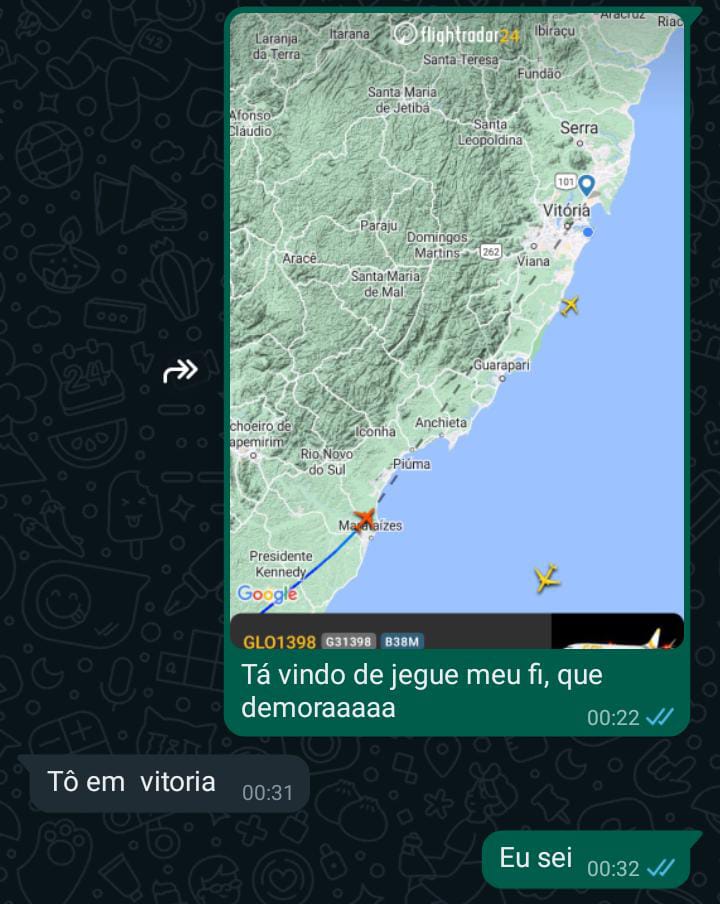 Aracruz
Riac
Laranja
da Terra
Itarana
flightradar24
Ibiraçu
Santa Teresa
Fundão
Santa Maria
de Jetibá
Afonso
Cláudio
Santa
Leopoldina
Serra
101
Vitória
Paraju
Domingos
Martins
262
Viana
Aracê
Santa Maria
de Mal.
Guarapari
choeiro de
apemirim
Iconha
Anchieta
Rio Novo
do Sul
Piúma
Marataízes
Presidente
Kennedy
Google
GLO1398 G31398 B38M
Tá vindo de jegue meu fi, que
demoraaaaa
00:22
Tô em vitoria 00:31
Eu sei 00:32
24